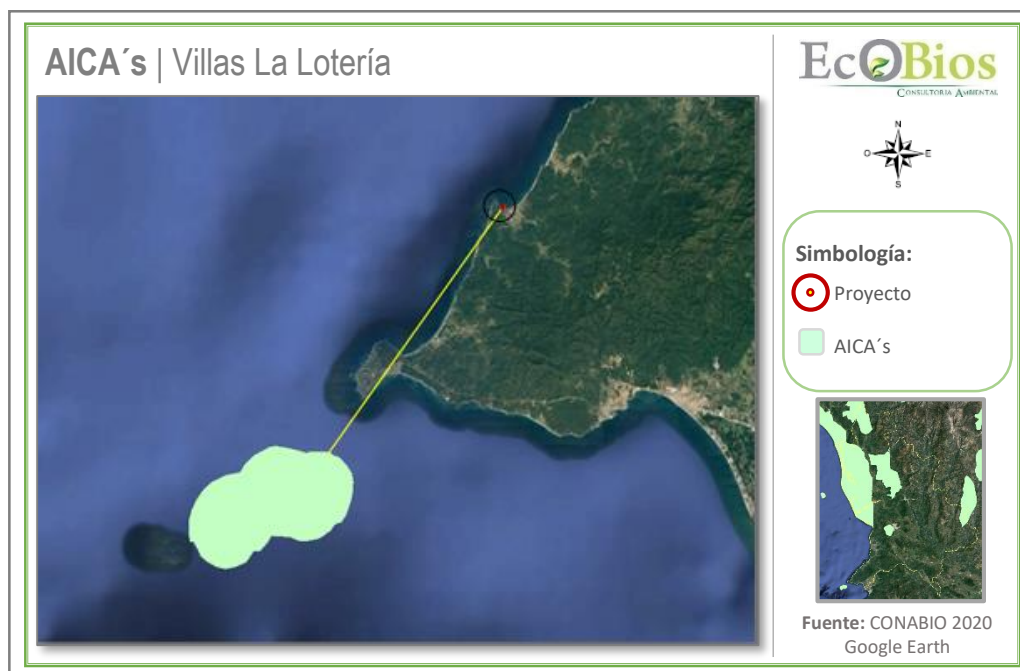 AICA´s | Villas La Lotería
EcOBios
CONSULTORÍA AMBIENTAL
N
O E
S
Simbología:
Proyecto
AICA´s
Fuente: CONABIO 2020
Google Earth